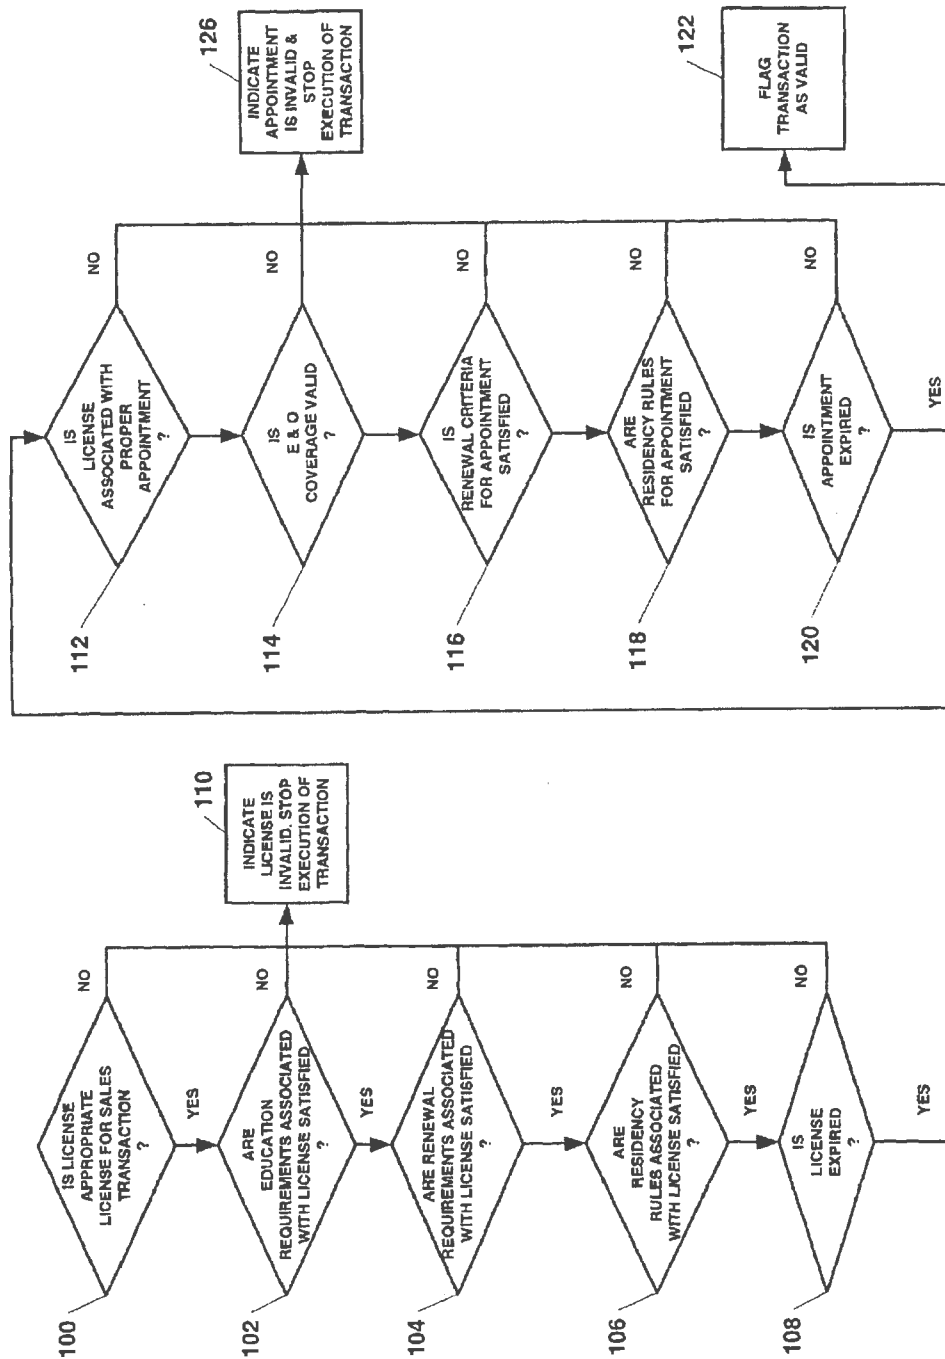 IS LICENSE
APPROPRIATE
LICENSE FOR SALES
TRANSACTION
?
100
NO
YES
ARE
EDUCATION
REQUIREMENTS ASSOCIATED
WITH LICENSE SATISFIED
?
102
NO
YES
ARE RENEWAL
REQUIREMENTS ASSOCIATED
WITH LICENSE SATISFIED
?
104
NO
YES
ARE
RESIDENCY
RULES ASSOCIATED
WITH LICENSE SATISFIED
?
106
NO
YES
IS
LICENSE
EXPIRED
?
108
NO
YES
INDICATE
LICENSE IS
INVALID. STOP
EXECUTION OF
TRANSACTION
110
IS
LICENSE
ASSOCIATED WITH
PROPER
APPOINTMENT
?
112
NO
IS
E & O
COVERAGE VALID
?
114
NO
IS
RENEWAL CRITERIA
FOR APPOINTMENT
SATISFIED
?
116
NO
ARE
RESIDENCY RULES
FOR APPOINTMENT
SATISFIED
?
118
NO
IS
APPOINTMENT
EXPIRED
?
120
NO
YES
INDICATE
APPOINTMENT
IS INVALID &
STOP
EXECUTION OF
TRANSACTION
126
FLAG
TRANSACTION
AS VALID
122